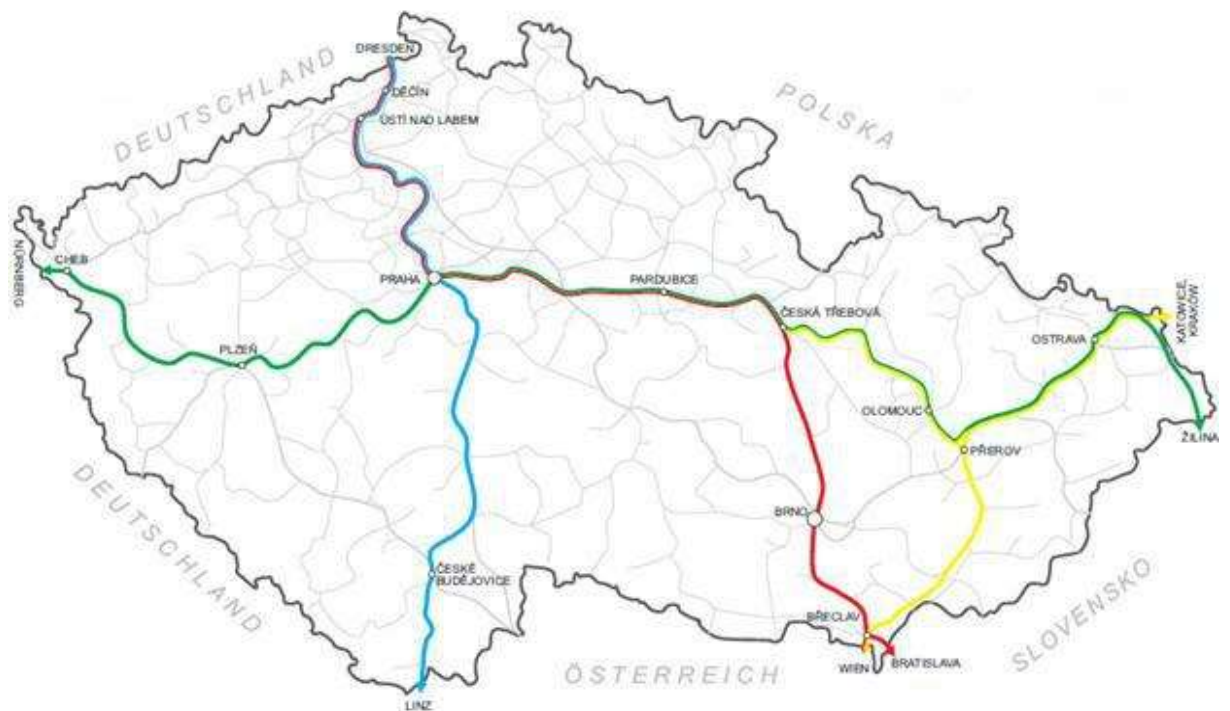 DRESDEN
DEUTSCHLAND
DĚČÍN
ÚSTÍ NAD LABEM
POLSKA
NÜRNBERG
CHEB
PRAHA
PARDUBICE
KATOWICE,
KRAKÓW
ČESKÁ TŘEBOVÁ
OSTRAVA
PLZEŇ
OLOMOUC
ŽILINA
PŘEROV
DEUTSCHLAND
BRNO
ČESKÉ
BUDĚJOVICE
SLOVENSKO
BŘECLAV
WIEN
BRATISLAVA
ÖSTERREICH
LINZ